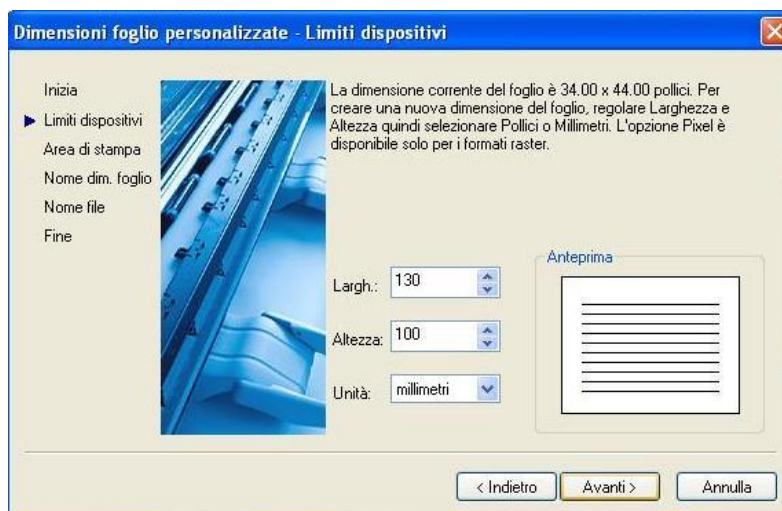 Dimensioni foglio personalizzate - Limiti dispositivi
Inizia
Limiti dispositivi
Area di stampa
Nome dim. foglio
Nome file
Fine
La dimensione corrente del foglio è 34.00 x 44.00 pollici. Per
creare una nuova dimensione del foglio, regolare Larghezza e
Altezza quindi selezionare Pollici o Millimetri. L'opzione Pixel è
disponibile solo per i formati raster.
Largh.: 130
Altezza: 100
Unità: millimetri
Anteprima
< Indietro
Avanti >
Annulla